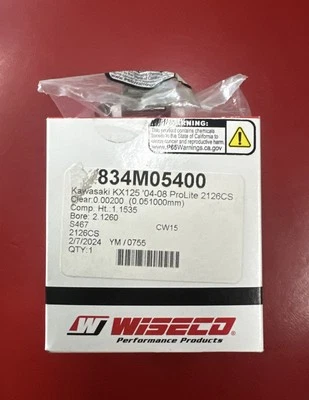 WARNING:
This product contains chemicals
known to the State of California to
cancer and birth defects
or other reproductive harm.
www.P65Warnings.ca.gov
834M05400
Kawasaki KX125 '04-08 ProLite 2126CS
Clear:0.00200 (0.051000mm)
Comp. Ht.:1.1535
Bore: 2.1260
S467 CW15
2126CS
2/7/2024 YM / 0755
QTY:1
W WISECO
Performance Products